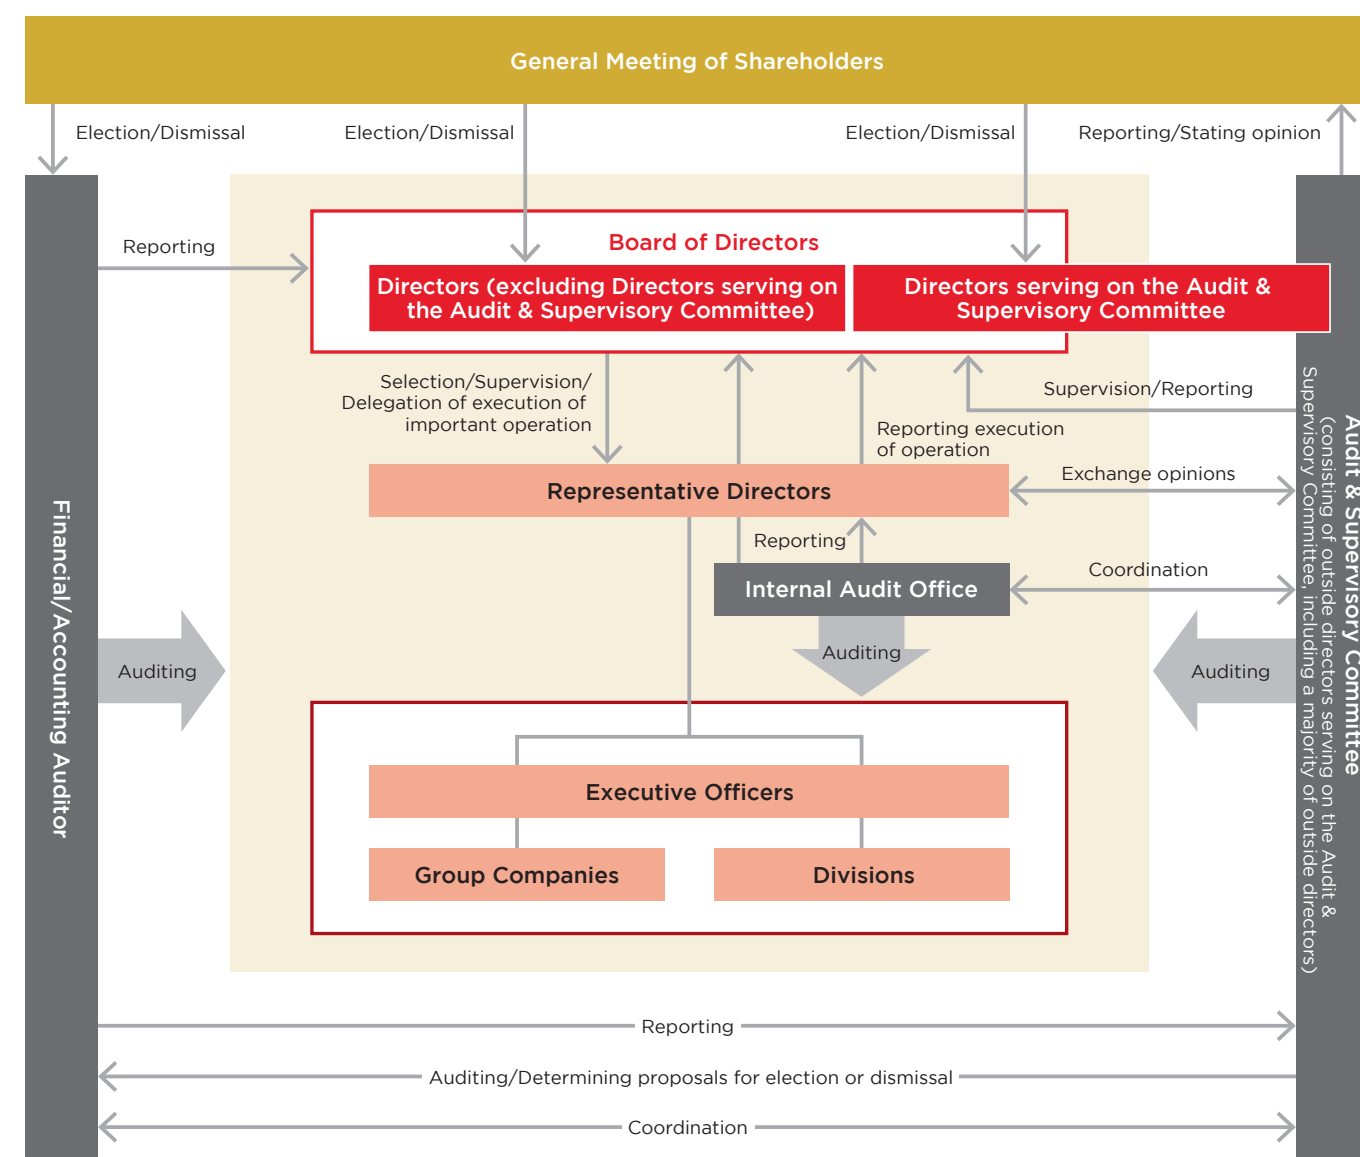 General Meeting of Shareholders
Election/Dismissal
Election/Dismissal
Election/Dismissal
Reporting/Stating opinion
Reporting
Board of Directors
Directors (excluding Directors serving on
the Audit & Supervisory Committee)
Directors serving on the Audit &
Supervisory Committee
Selection/Supervision/
Delegation of execution of
important operation
Supervision/Reporting
Reporting execution
of operation
Exchange opinions
Representative Directors
Reporting
Internal Audit Office
Coordination
Auditing
Auditing
Auditing
Financial/Accounting Auditor
Audit & Supervisory Committee
(consisting of outside directors serving on the Audit &
Supervisory Committee, including a majority of outside directors)
Executive Officers
Group Companies
Divisions
Reporting
Auditing/Determining proposals for election or dismissal
Coordination